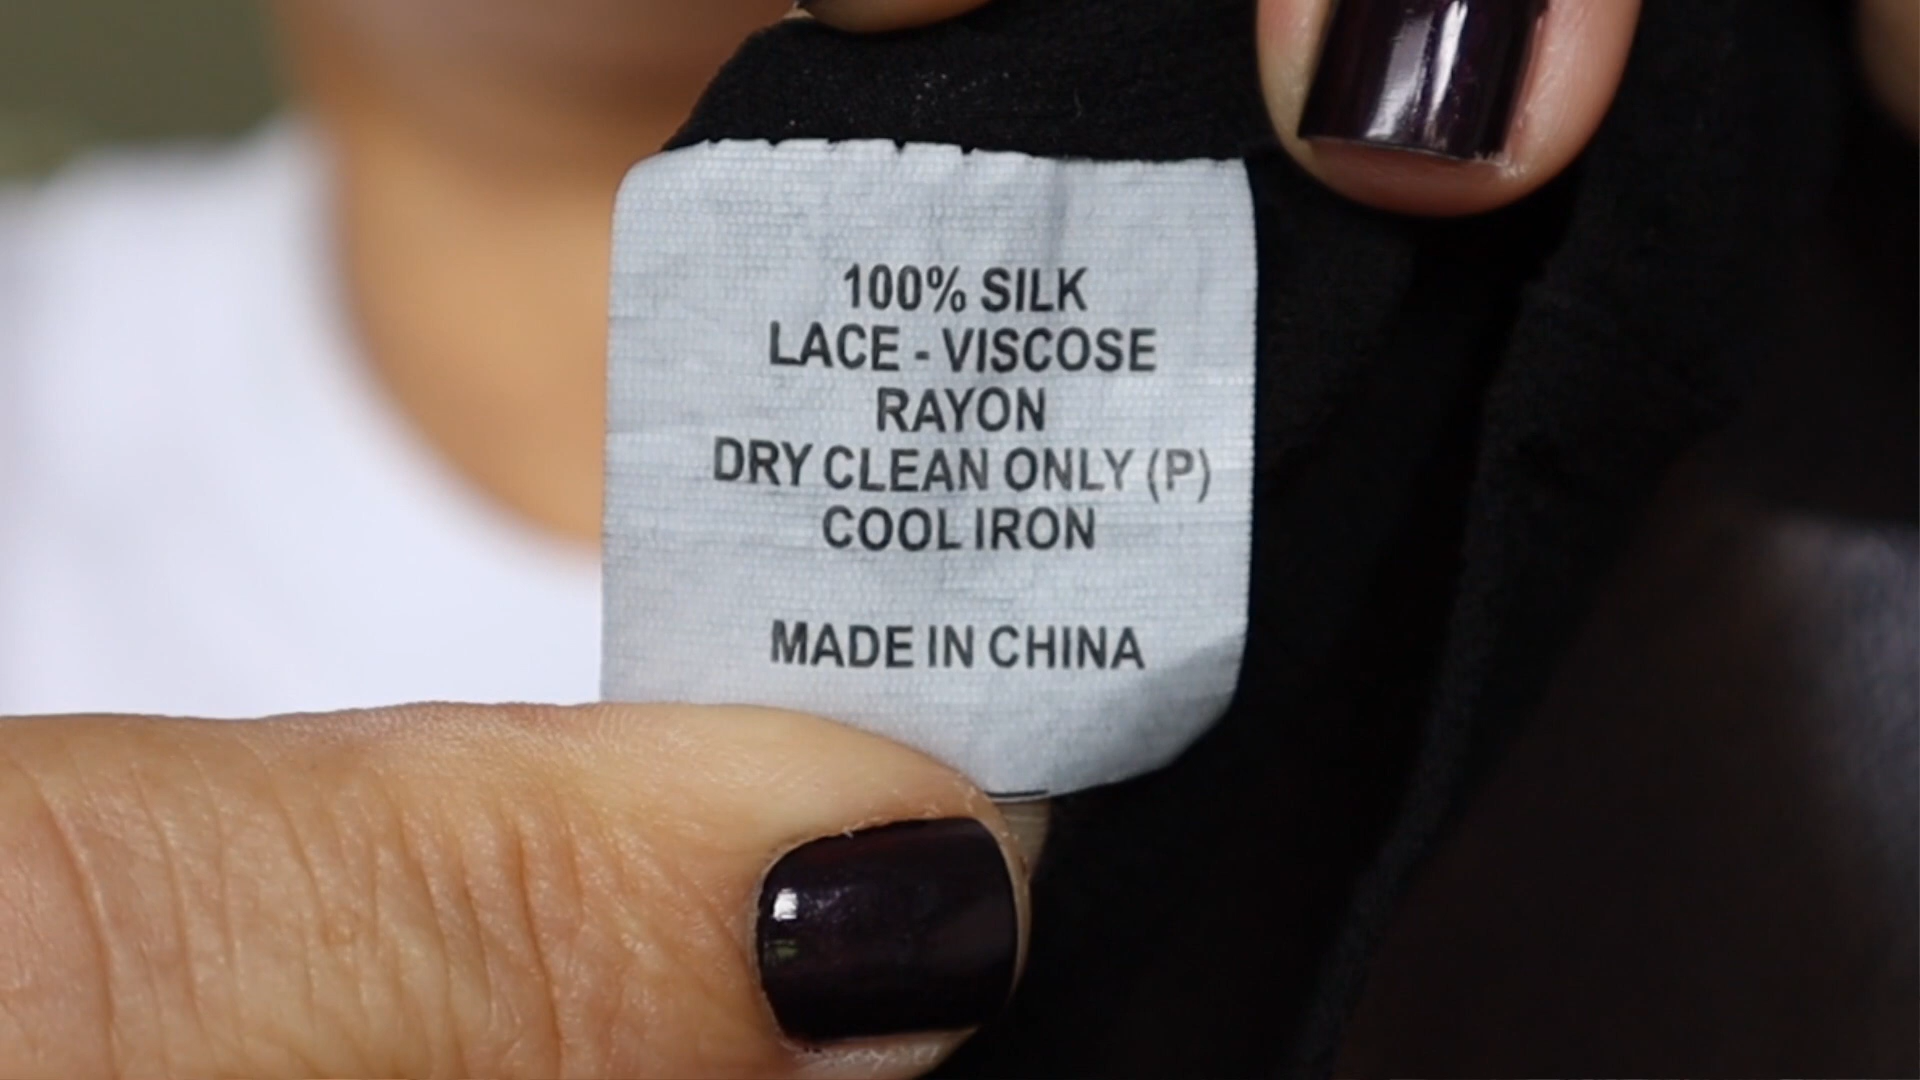 100% SILK
LACE - VISCOSE
RAYON
DRY CLEAN ONLY (P)
COOL IRON
MADE IN CHINA